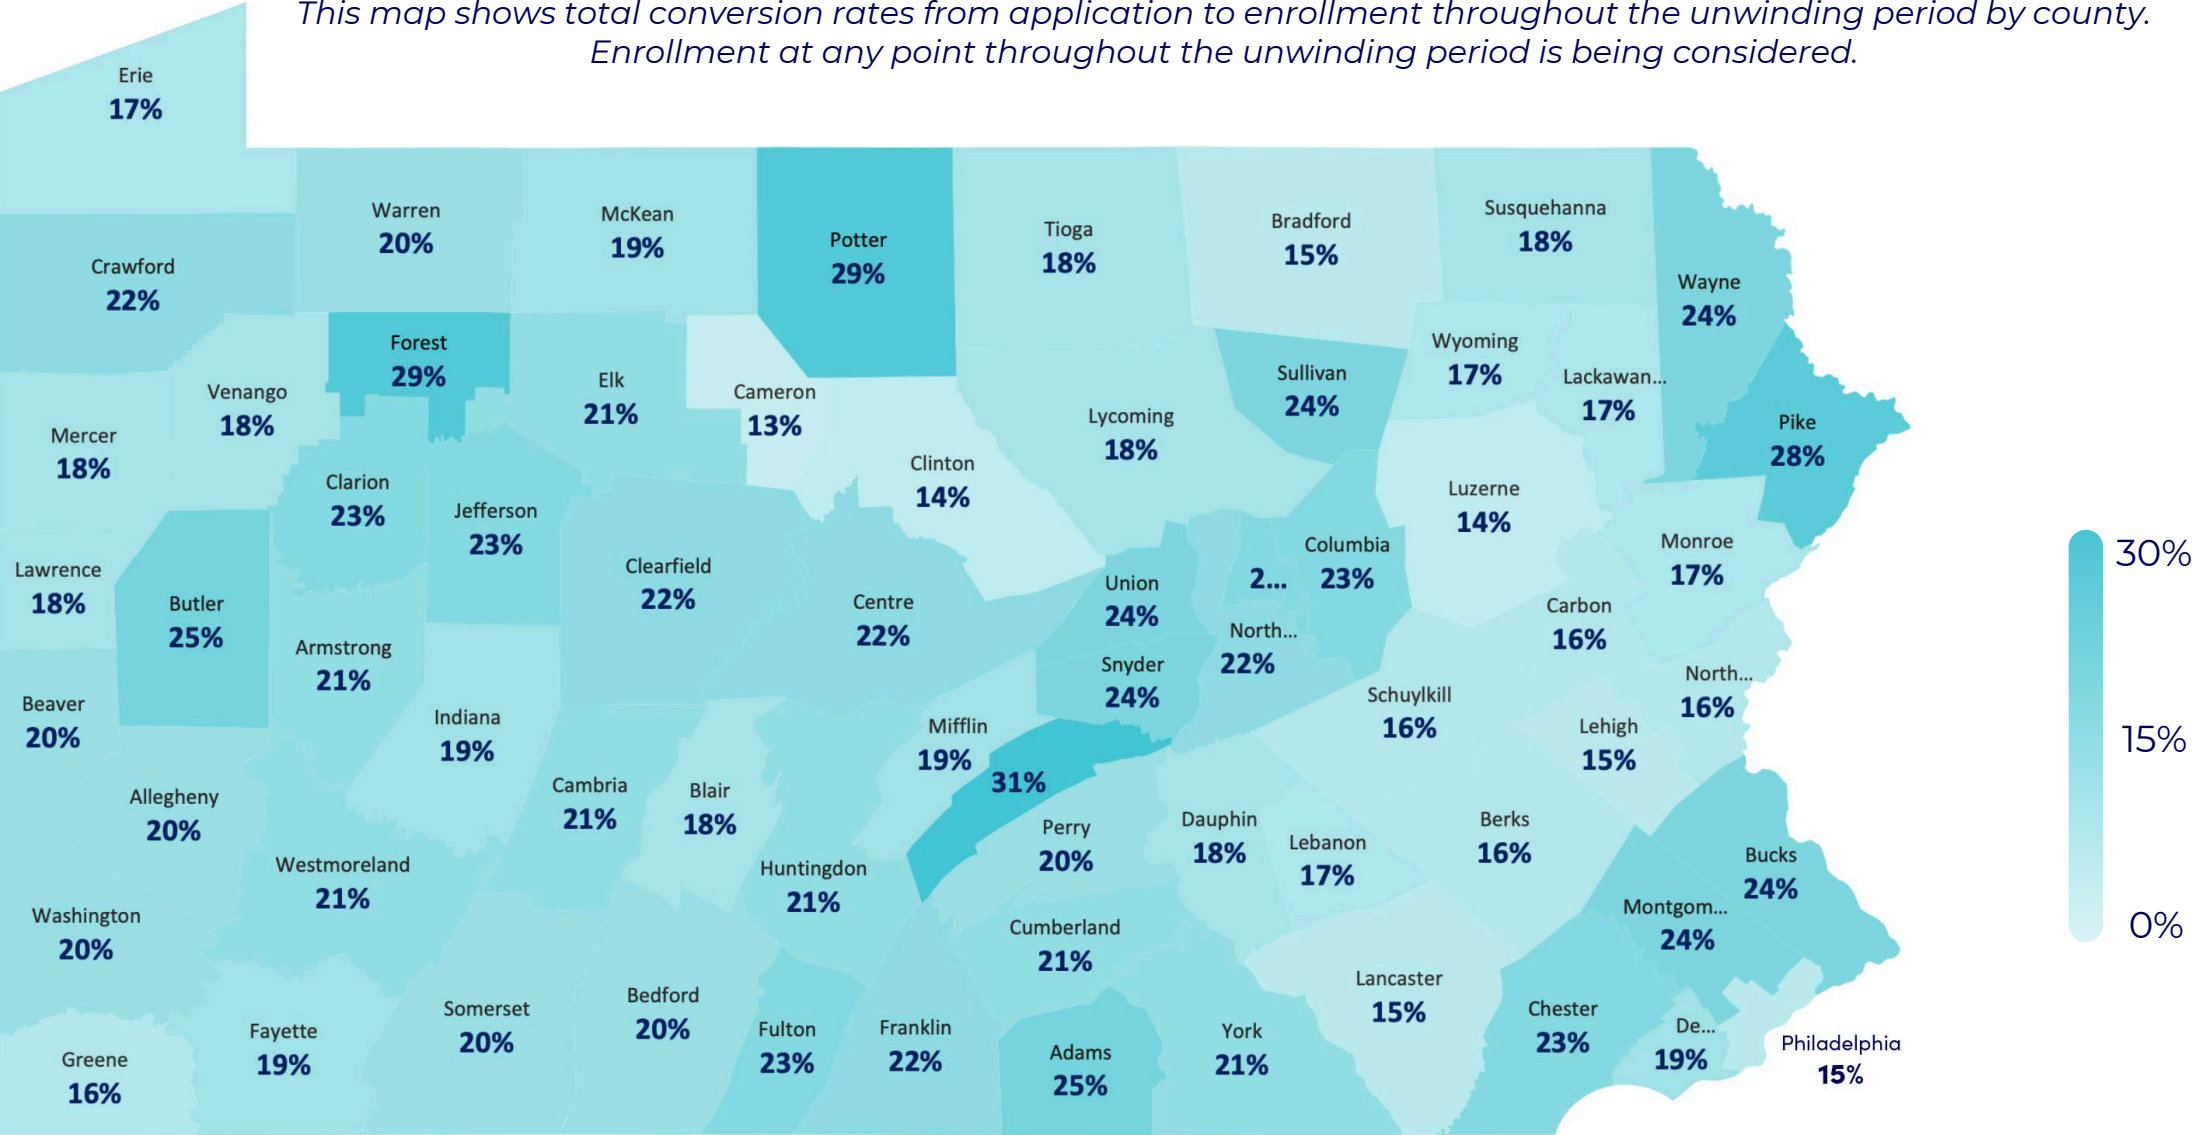 This map shows total conversion rates from application to enrollment throughout the unwinding period by county.
Enrollment at any point throughout the unwinding period is being considered.
Erie
17%
Warren
20%
McKean
19%
Potter
29%
Tioga
18%
Bradford
15%
Susquehanna
18%
Wayne
24%
Crawford
22%
Forest
29%
Elk
21%
Cameron
13%
Sullivan
24%
Wyoming
17%
Lackawan...
17%
Pike
28%
Mercer
18%
Venango
18%
Clarion
23%
Jefferson
23%
Clinton
14%
Lycoming
18%
Luzerne
14%
Monroe
17%
Lawrence
18%
Butler
25%
Armstrong
21%
Clearfield
22%
Centre
22%
Union
24%
2...
Columbia
23%
Carbon
16%
Snyder
24%
North...
22%
Schuylkill
16%
North...
16%
Lehigh
15%
Beaver
20%
Indiana
19%
Mifflin
19%
31%
Allegheny
20%
Cambria
21%
Blair
18%
Perry
20%
Dauphin
18%
Lebanon
17%
Berks
16%
Bucks
24%
Westmoreland
21%
Huntingdon
21%
Montgom...
24%
Washington
20%
Cumberland
21%
Lancaster
15%
Greene
16%
Fayette
19%
Somerset
20%
Bedford
20%
Fulton
23%
Franklin
22%
Adams
25%
York
21%
Chester
23%
De...
19%
Philadelphia
15%
30%
15%
0%